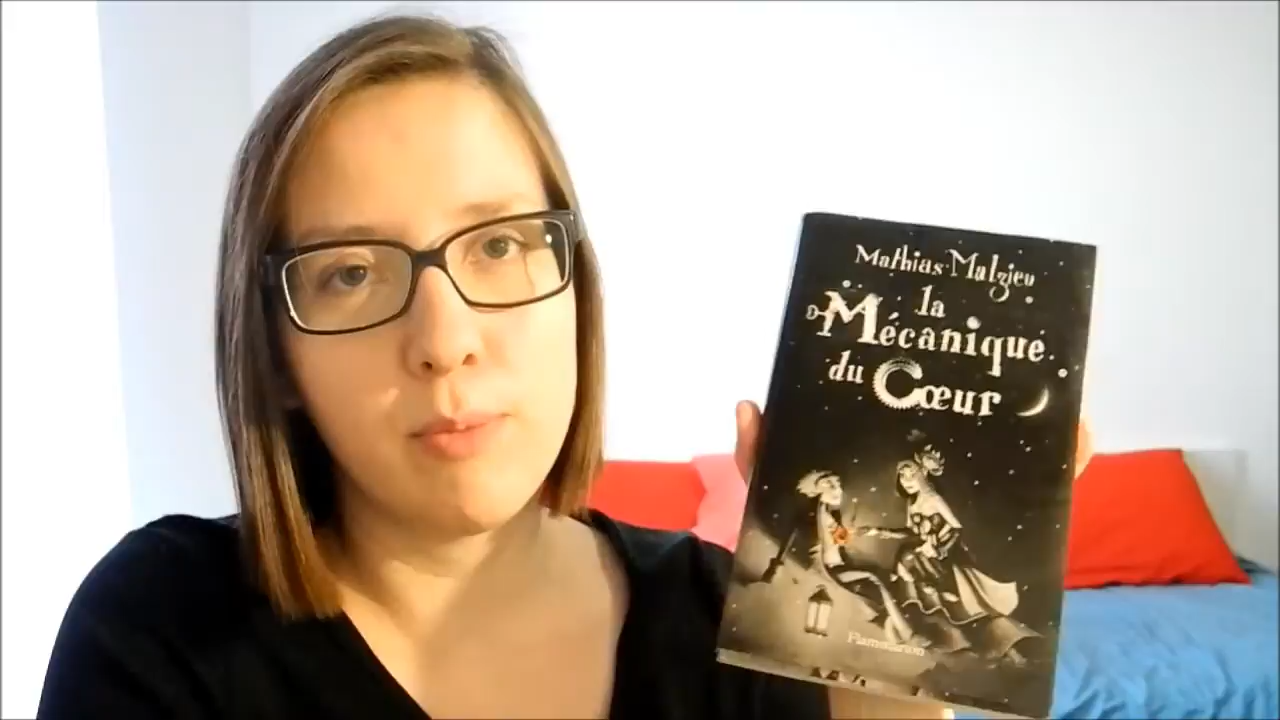 Mathias Malzieu
la
Mécanique
du Cœur
Flammarion